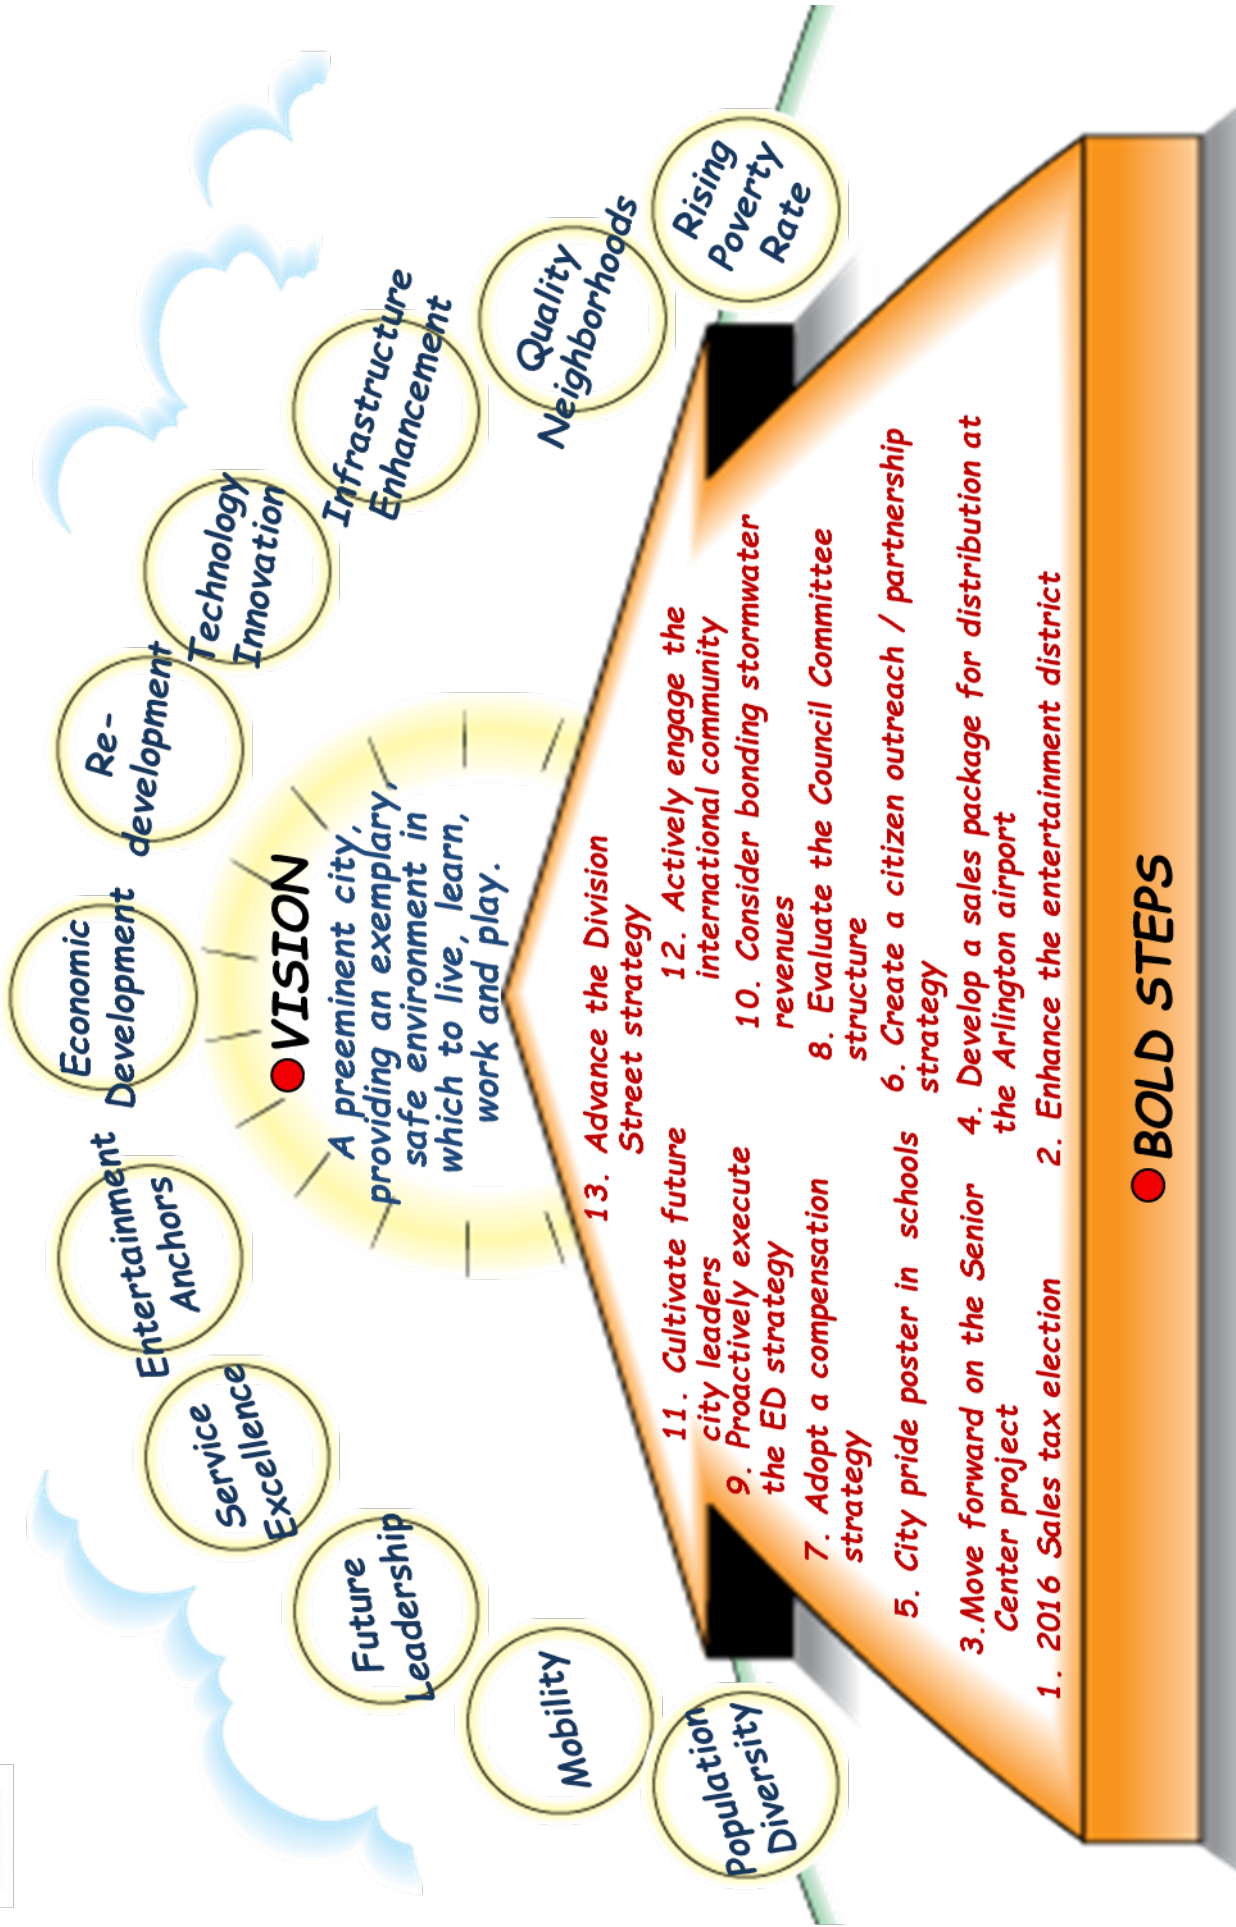 Population
Diversity
Mobility
Future
Leadership
Service
Excellence
Entertainment
Anchors
Economic
Development
Re-
development
Technology
Innovation
Infrastructure
Enhancement
Quality
Neighborhoods
Rising
Poverty
Rate
VISION
A preeminent city,
providing an exemplary,
safe environment in
which to live, learn,
work and play.
13. Advance the Division
Street strategy
11. Cultivate future
city leaders
12. Actively engage the
international community
9. Proactively execute
the ED strategy
10. Consider bonding stormwater
revenues
7. Adopt a compensation
strategy
8. Evaluate the Council Committee
structure
5. City pride poster in schools
6. Create a citizen outreach / partnership
strategy
3.Move forward on the Senior
Center project
4. Develop a sales package for distribution at
the Arlington airport
1. 2016 Sales tax election
2. Enhance the entertainment district
BOLD STEPS